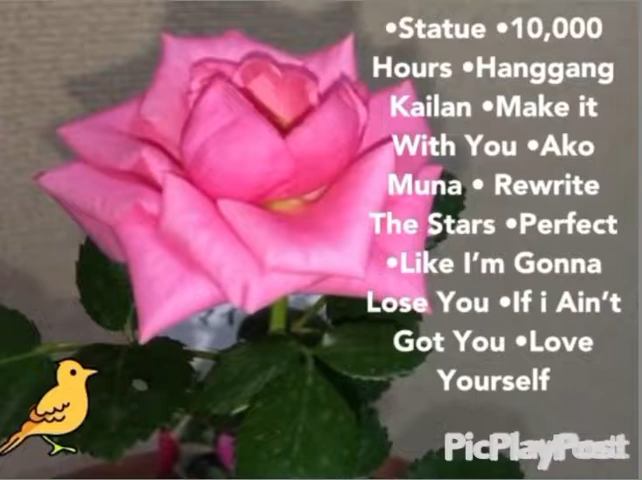 •Statue •10,000
Hours •Hanggang
Kailan •Make it
With You •Ako
Muna • Rewrite
The Stars •Perfect
•Like I'm Gonna
Lose You •If i Ain't
Got You •Love
Yourself
PicPlayPost